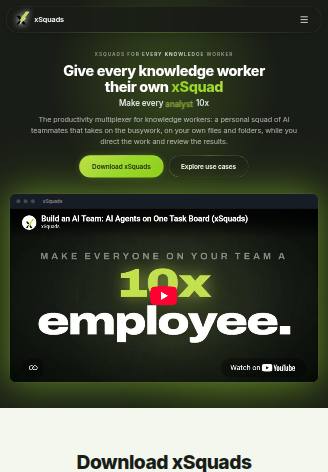 xSquads
XSQUADS FOR EVERY KNOWLEDGE WORKER
Give every knowledge worker
their own xSquad
Make every analyst 10x
The productivity multiplexer for knowledge workers: a personal squad of AI
teammates that takes on the busywork, on your own files and folders, while you
direct the work and review the results.
Download xSquads
Explore use cases
xSquads
Build an AI Team: AI Agents on One Task Board (xSquads)
xSquads
MAKE EVERYONE ON YOUR TEAM A
10x
employee.
Watch on YouTube
Download xSquads